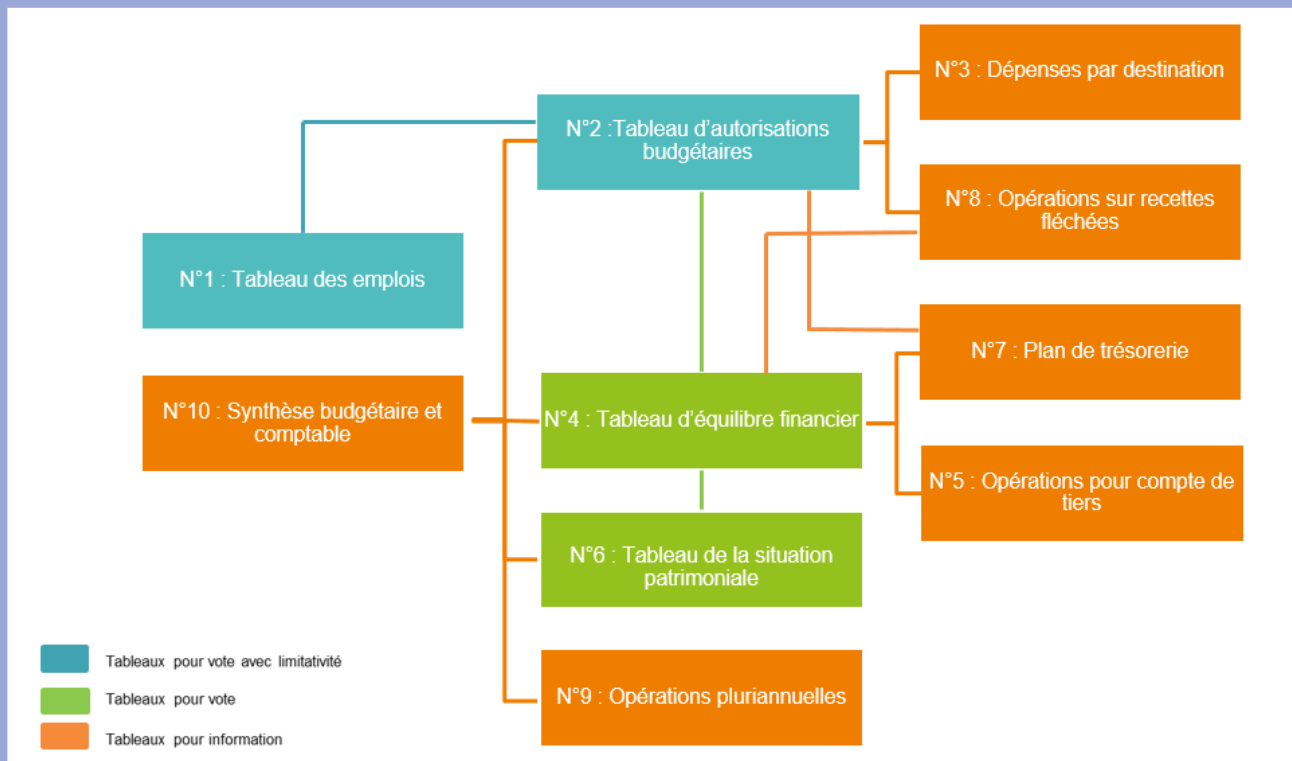 N°3 : Dépenses par destination
N°2 :Tableau d'autorisations
budgétaires
N°8 : Opérations sur recettes
fléchées
N°1 : Tableau des emplois
N°7 : Plan de trésorerie
N°10 : Synthèse budgétaire et
comptable
N°4 : Tableau d'équilibre financier
N°5 : Opérations pour compte de
tiers
N°6 : Tableau de la situation
patrimoniale
N°9 : Opérations pluriannuelles
Tableaux pour vote avec limitativité
Tableaux pour vote
Tableaux pour information